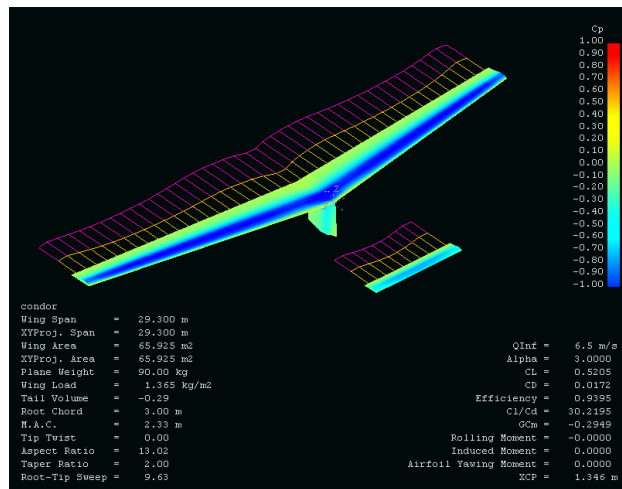 Cp
1.00
0.90
0.80
0.70
0.60
0.50
0.40
0.30
0.20
0.10
0.00
-0.10
-0.20
-0.30
-0.40
-0.50
-0.60
-0.70
-0.80
-0.90
-1.00
Z
condor
Wing Span = 29.300 m
XYProj. Span = 29.300 m
Wing Area = 65.925 m2
XYProj. Area = 65.925 m2
Plane Weight = 90.00 kg
Wing Load = 1.365 kg/m2
Tail Volume = -0.29
Root Chord = 3.00 m
M.A.C. = 2.33 m
Tip Twist = 0.00
Aspect Ratio = 13.02
Taper Ratio = 2.00
Root-Tip Sweep = 9.63
QInf = 6.5 m/s
Alpha = 3.0000
CL = 0.5205
CD = 0.0172
Efficiency = 0.9395
Cl/Cd = 30.2195
GCm = -0.2949
Rolling Moment = -0.0000
Induced Moment = 0.0000
Airfoil Yawing Moment = 0.0000
XCP = 1.346 m